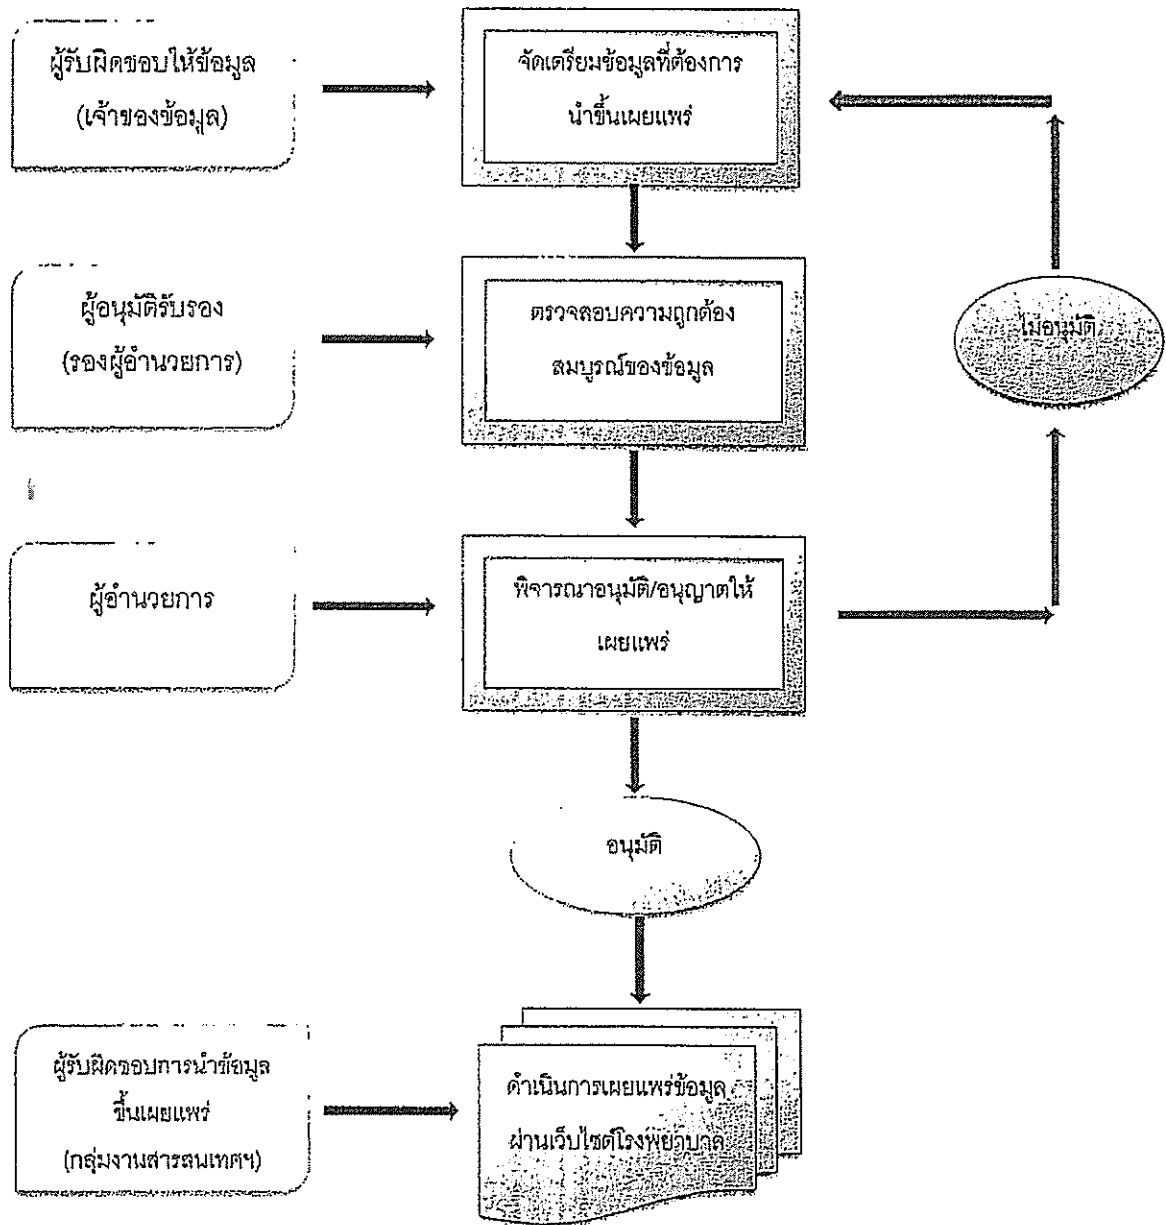 ผู้รับผิดชอบให้ข้อมูล
(เจ้าของข้อมูล)
จัดเตรียมข้อมูลที่ต้องการ
นำขึ้นเผยแพร่
ผู้อนุมัติรับรอง
(รองผู้อำนวยการ)
ตรวจสอบความถูกต้อง
สมบูรณ์ของข้อมูล
ไม่อนุมัติ
ผู้อำนวยการ
พิจารณาอนุมัติ/อนุญาตให้
เผยแพร่
อนุมัติ
ผู้รับผิดชอบการนำข้อมูล
ขึ้นเผยแพร่
(กลุ่มงานสารสนเทศฯ)
ดำเนินการเผยแพร่ข้อมูล
ผ่านเว็บไซต์โรงพยาบาล